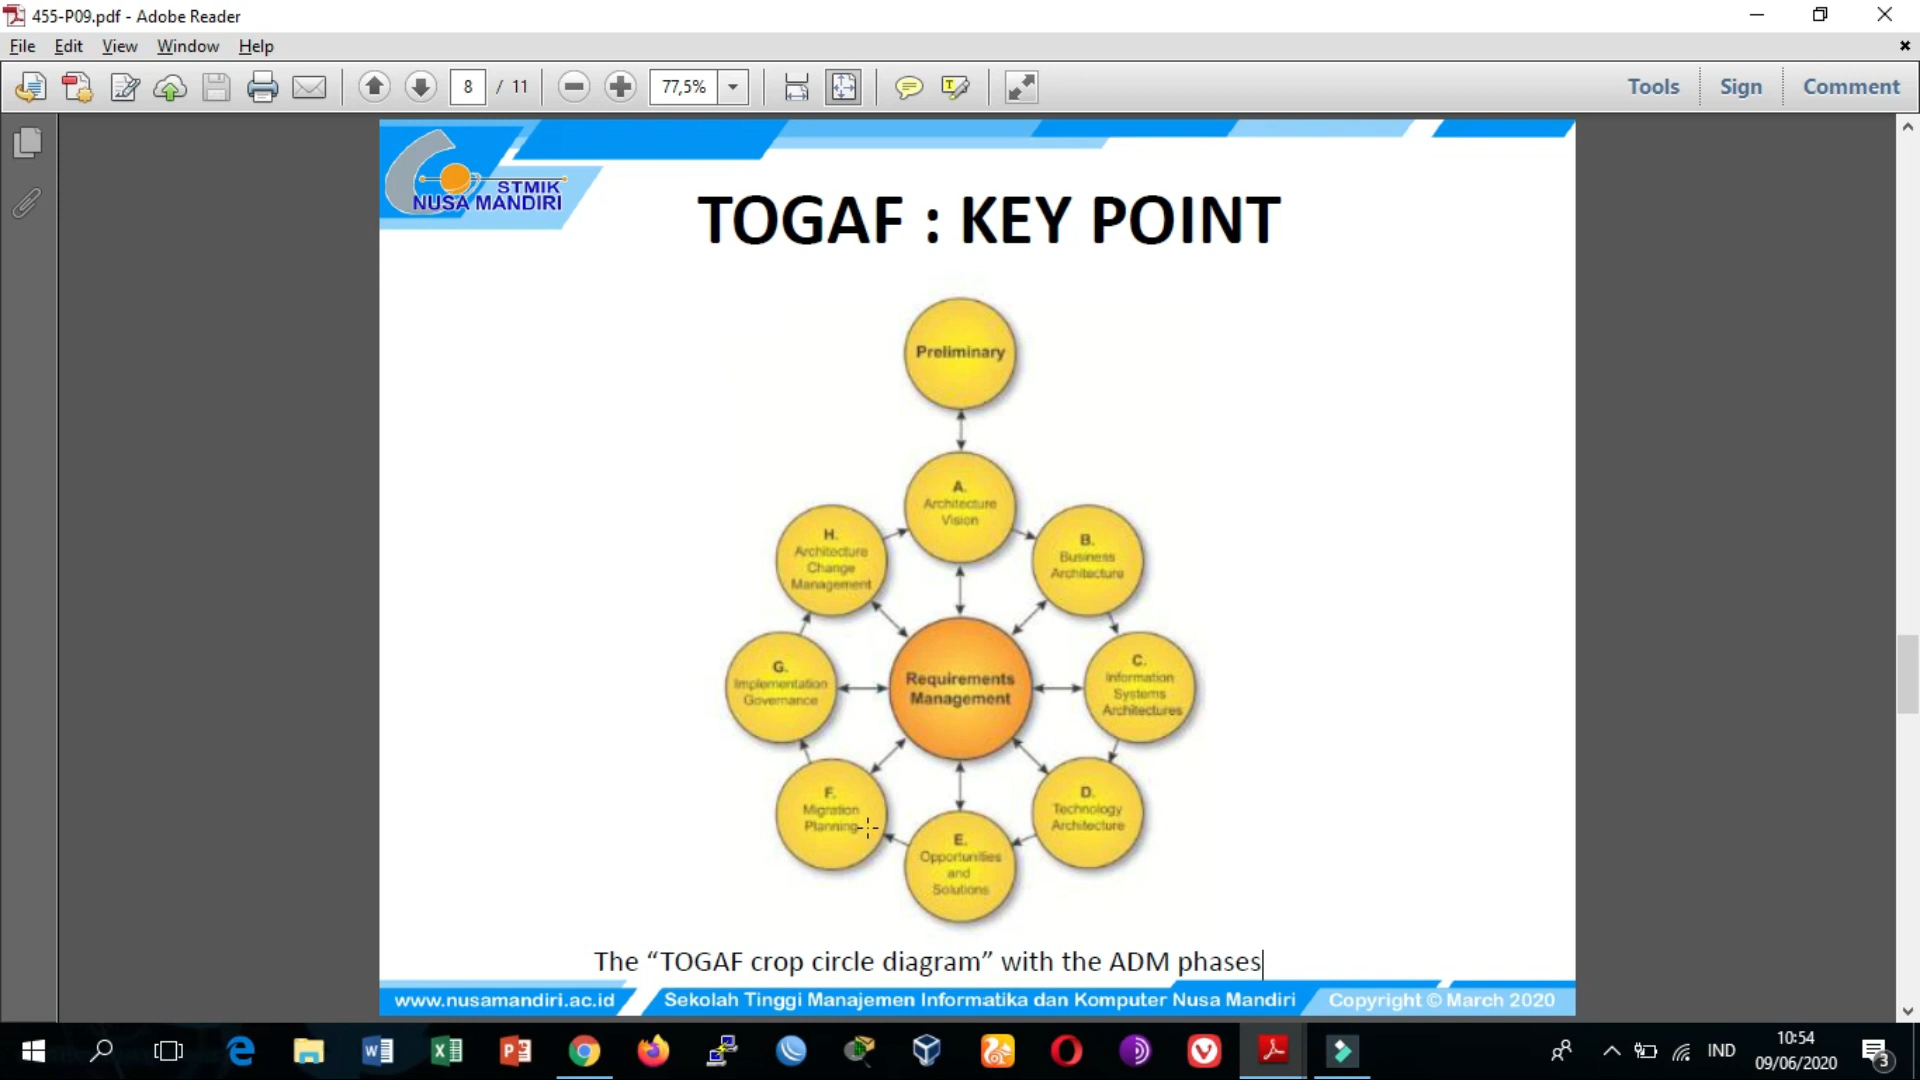 455-P09.pdf - Adobe Reader
File Edit View Window Help
8 / 11 77,5% Tools Sign Comment
STMIK
NUSA MANDIRI
TOGAF : KEY POINT
Preliminary
A.
Architecture
Vision
H.
Architecture
Change
Management
B.
Business
Architecture
G.
Implementation
Governance
Requirements
Management
C.
Information
Systems
Architectures
F.
Migration
Planning
D.
Technology
Architecture
E.
Opportunities
and
Solutions
The “TOGAF crop circle diagram” with the ADM phases
www.nusamandiri.ac.id Sekolah Tinggi Manajemen Informatika dan Komputer Nusa Mandiri Copyright © March 2020
IND
10:54
09/06/2020
3